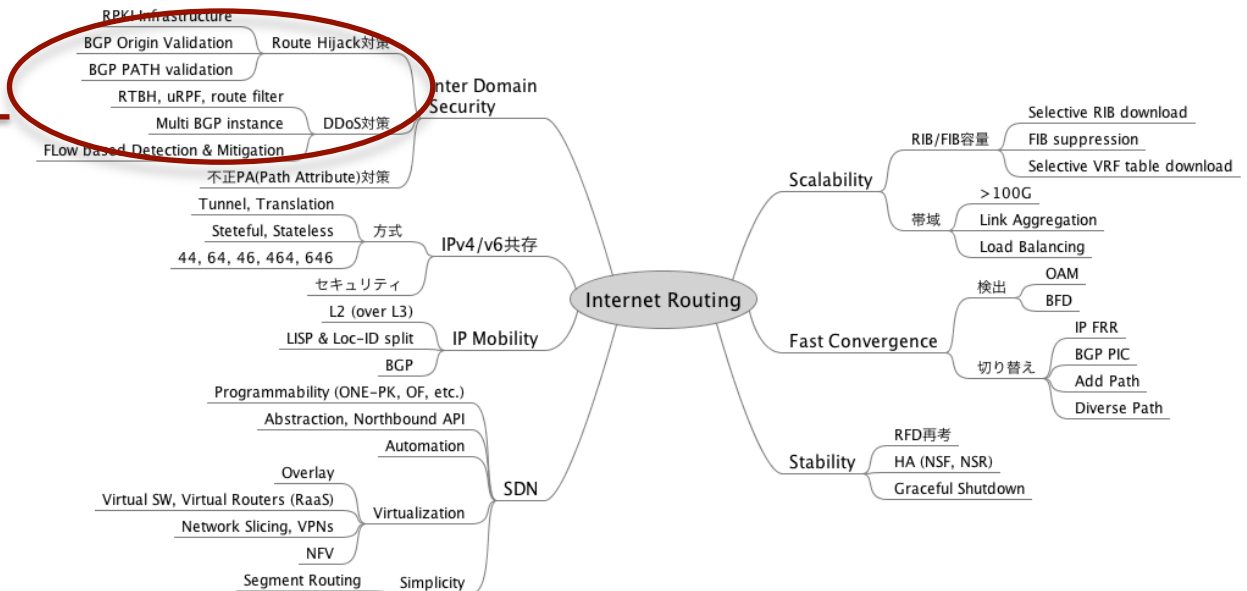 RPKI Infrastructure
BGP Origin Validation
BGP PATH validation
Route Hijack対策
RTBH, uRPF, route filter
Multi BGP instance
FLow based Detection & Mitigation
DDoS対策
不正PA(Path Attribute)対策
Inter Domain
Security
Tunnel, Translation
Steteful, Stateless
44, 64, 46, 464, 646
方式
セキュリティ
IPv4/v6共存
L2 (over L3)
LISP & Loc-ID split
BGP
IP Mobility
Programmability (ONE-PK, OF, etc.)
Abstraction, Northbound API
Automation
Overlay
Virtual SW, Virtual Routers (RaaS)
Network Slicing, VPNs
NFV
Virtualization
Segment Routing
Simplicity
SDN
Internet Routing
Scalability
RIB/FIB容量
Selective RIB download
FIB suppression
Selective VRF table download
帯域
>100G
Link Aggregation
Load Balancing
Fast Convergence
検出
OAM
BFD
切り替え
IP FRR
BGP PIC
Add Path
Diverse Path
Stability
RFD再考
HA (NSF, NSR)
Graceful Shutdown